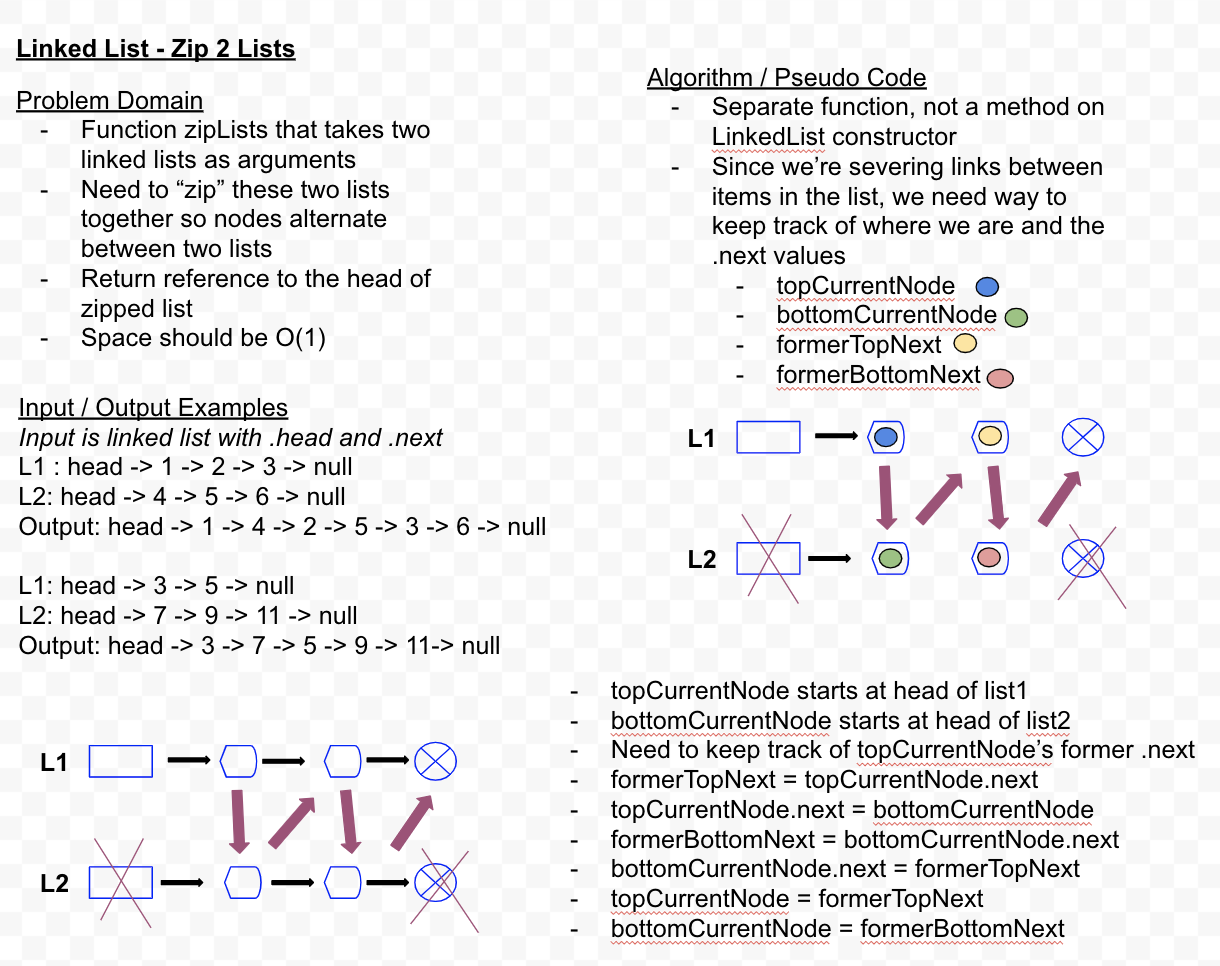 Linked List - Zip 2 Lists
Problem Domain
- Function zipLists that takes two
linked lists as arguments
- Need to “zip” these two lists
together so nodes alternate
between two lists
- Return reference to the head of
zipped list
- Space should be O(1)
Input / Output Examples
Input is linked list with .head and .next
L1 : head -> 1 -> 2 -> 3 -> null
L2: head -> 4 -> 5 -> 6 -> null
Output: head -> 1 -> 4 -> 2 -> 5 -> 3 -> 6 -> null
L1: head -> 3 -> 5 -> null
L2: head -> 7 -> 9 -> 11 -> null
Output: head -> 3 -> 7 -> 5 -> 9 -> 11-> null
L1
L2
Algorithm / Pseudo Code
- Separate function, not a method on
LinkedList constructor
- Since we’re severing links between
items in the list, we need way to
keep track of where we are and the
.next values
- topCurrentNode
- bottomCurrentNode
- formerTopNext
- formerBottomNext
L1
L2
- topCurrentNode starts at head of list1
- bottomCurrentNode starts at head of list2
- Need to keep track of topCurrentNode’s former .next
- formerTopNext = topCurrentNode.next
- topCurrentNode.next = bottomCurrentNode
- formerBottomNext = bottomCurrentNode.next
- bottomCurrentNode.next = formerTopNext
- topCurrentNode = formerTopNext
- bottomCurrentNode = formerBottomNext